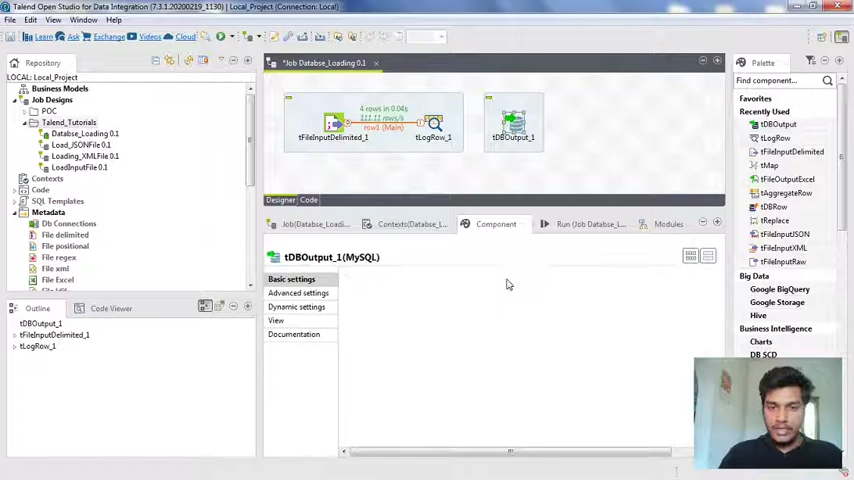 Talend Open Studio for Data Integration (7.3.1.20200219_1130) | Local_Project (Connection: Local)
File Edit View Window Help
Learn Ask Exchange Videos Cloud
Repository
LOCAL: Local_Project
Business Models
Job Designs
POC
Talend_Tutorials
Databse_Loading 0.1
Load_JSONFile 0.1
Loading_XMLFile 0.1
LoadInputFile 0.1
Contexts
Code
SQL Templates
Metadata
Db Connections
File delimited
File positional
File regex
File xml
File Excel
Outline
Code Viewer
tDBOutput_1
tFileInputDelimited_1
tLogRow_1
*Job Databse_Loading 0.1
4 rows in 0.04s
111.11 rows/s
row1 (Main)
tFileInputDelimited_1
tLogRow_1
tDBOutput_1
Designer Code
Job(Databse_Loadi...
Contexts(Databse_L...
Component
Run (Job Databse_L...
Modules
tDBOutput_1(MySQL)
Basic settings
Advanced settings
Dynamic settings
View
Documentation
Palette
Find component...
Favorites
Recently Used
tDBOutput
tLogRow
tFileInputDelimited
tMap
tFileOutputExcel
tAggregateRow
tDBRow
tReplace
tFileInputJSON
tFileInputXML
tFileInputRaw
Big Data
Google BigQuery
Google Storage
Hive
Business Intelligence
Charts
DB SCD